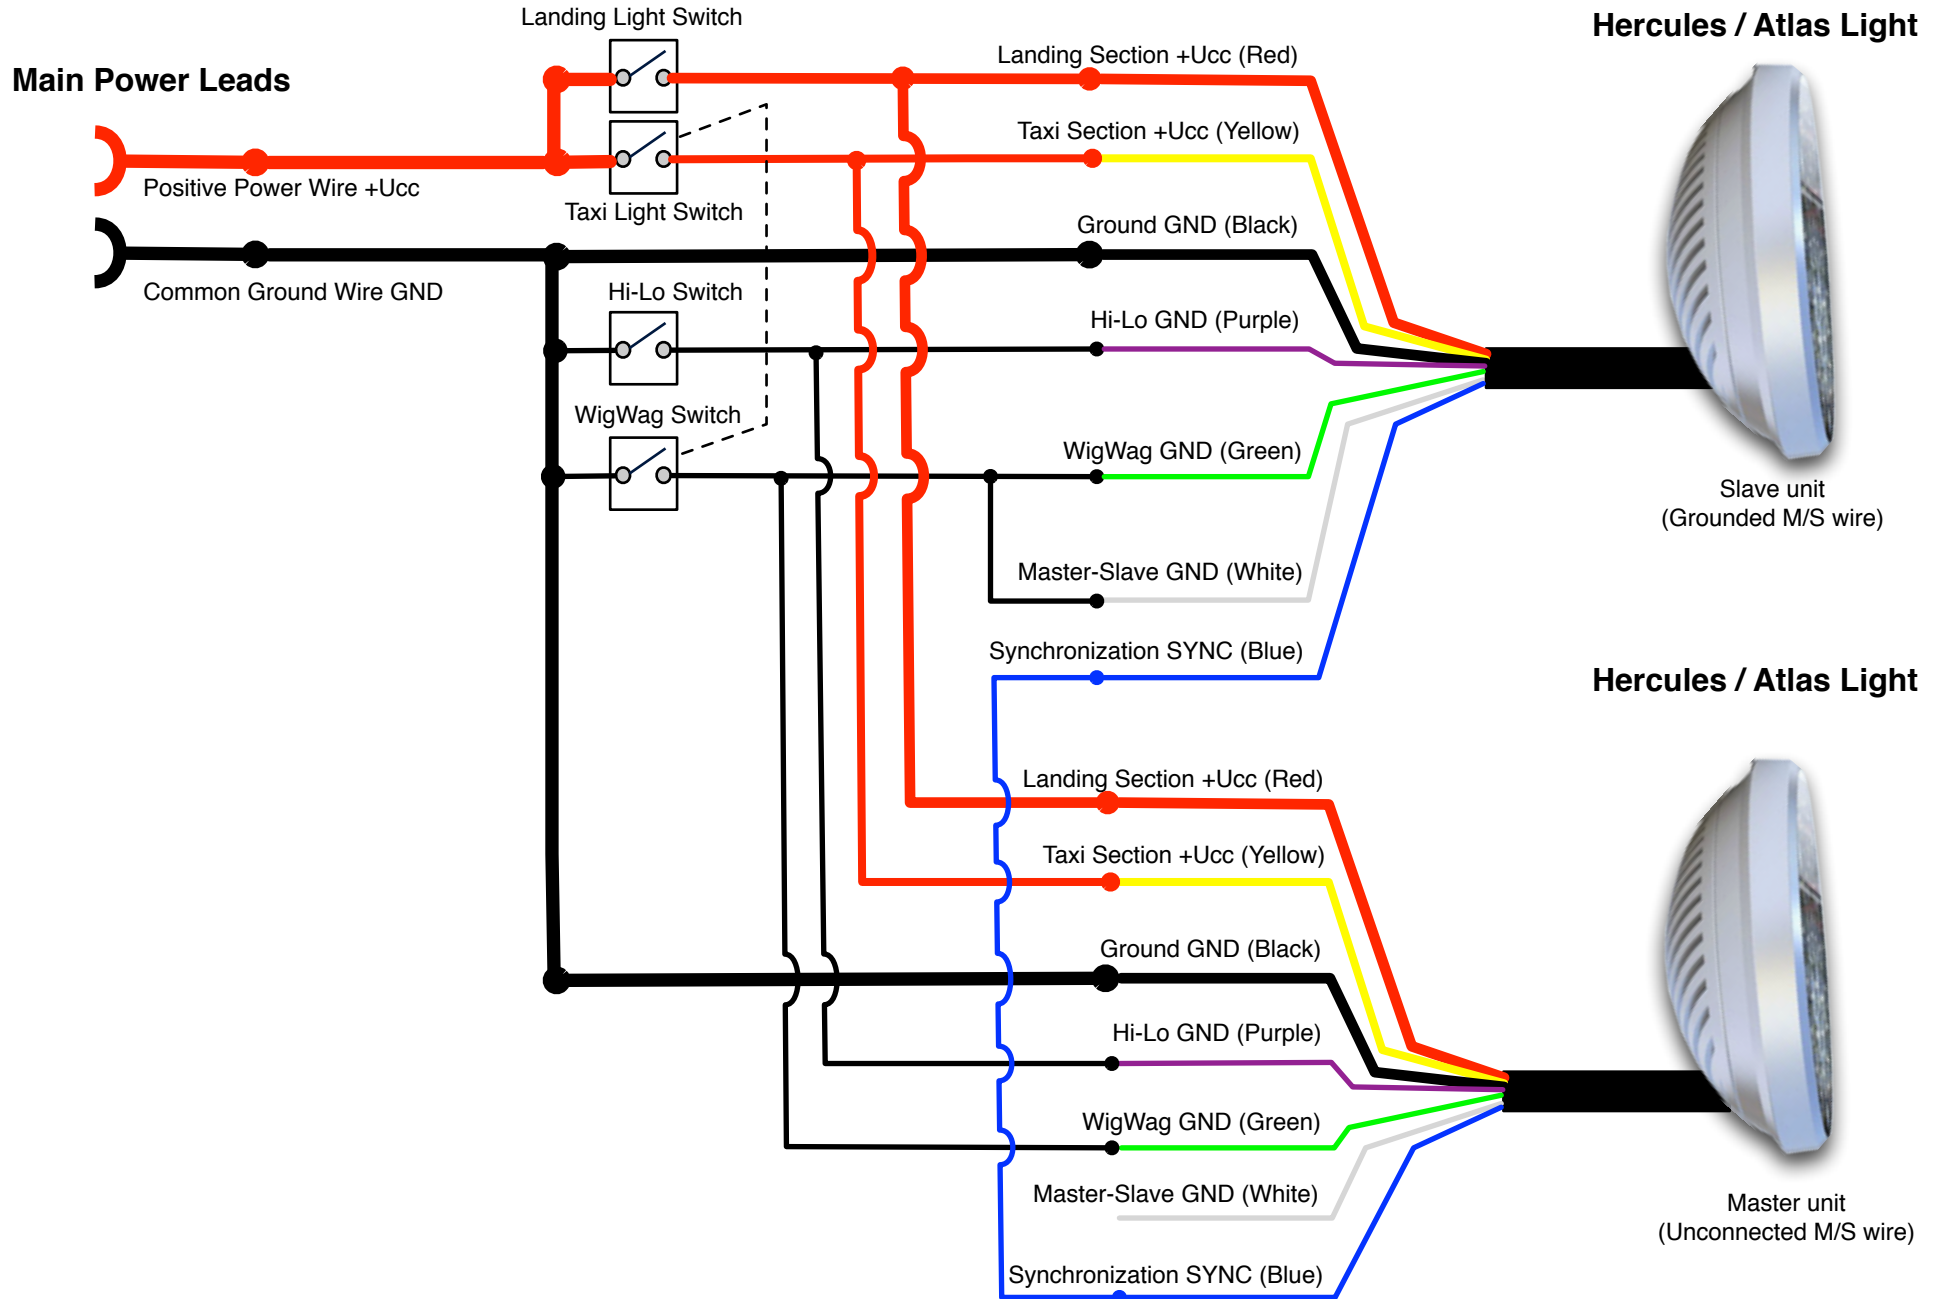 Landing Light Switch
Hercules / Atlas Light
Main Power Leads
Landing Section +Ucc (Red)
Taxi Section +Ucc (Yellow)
Positive Power Wire +Ucc
Taxi Light Switch
Ground GND (Black)
Common Ground Wire GND
Hi-Lo Switch
Hi-Lo GND (Purple)
WigWag Switch
WigWag GND (Green)
Slave unit
(Grounded M/S wire)
Master-Slave GND (White)
Synchronization SYNC (Blue)
Hercules / Atlas Light
Landing Section +Ucc (Red)
Taxi Section +Ucc (Yellow)
Ground GND (Black)
Hi-Lo GND (Purple)
WigWag GND (Green)
Master-Slave GND (White)
Master unit
(Unconnected M/S wire)
Synchronization SYNC (Blue)